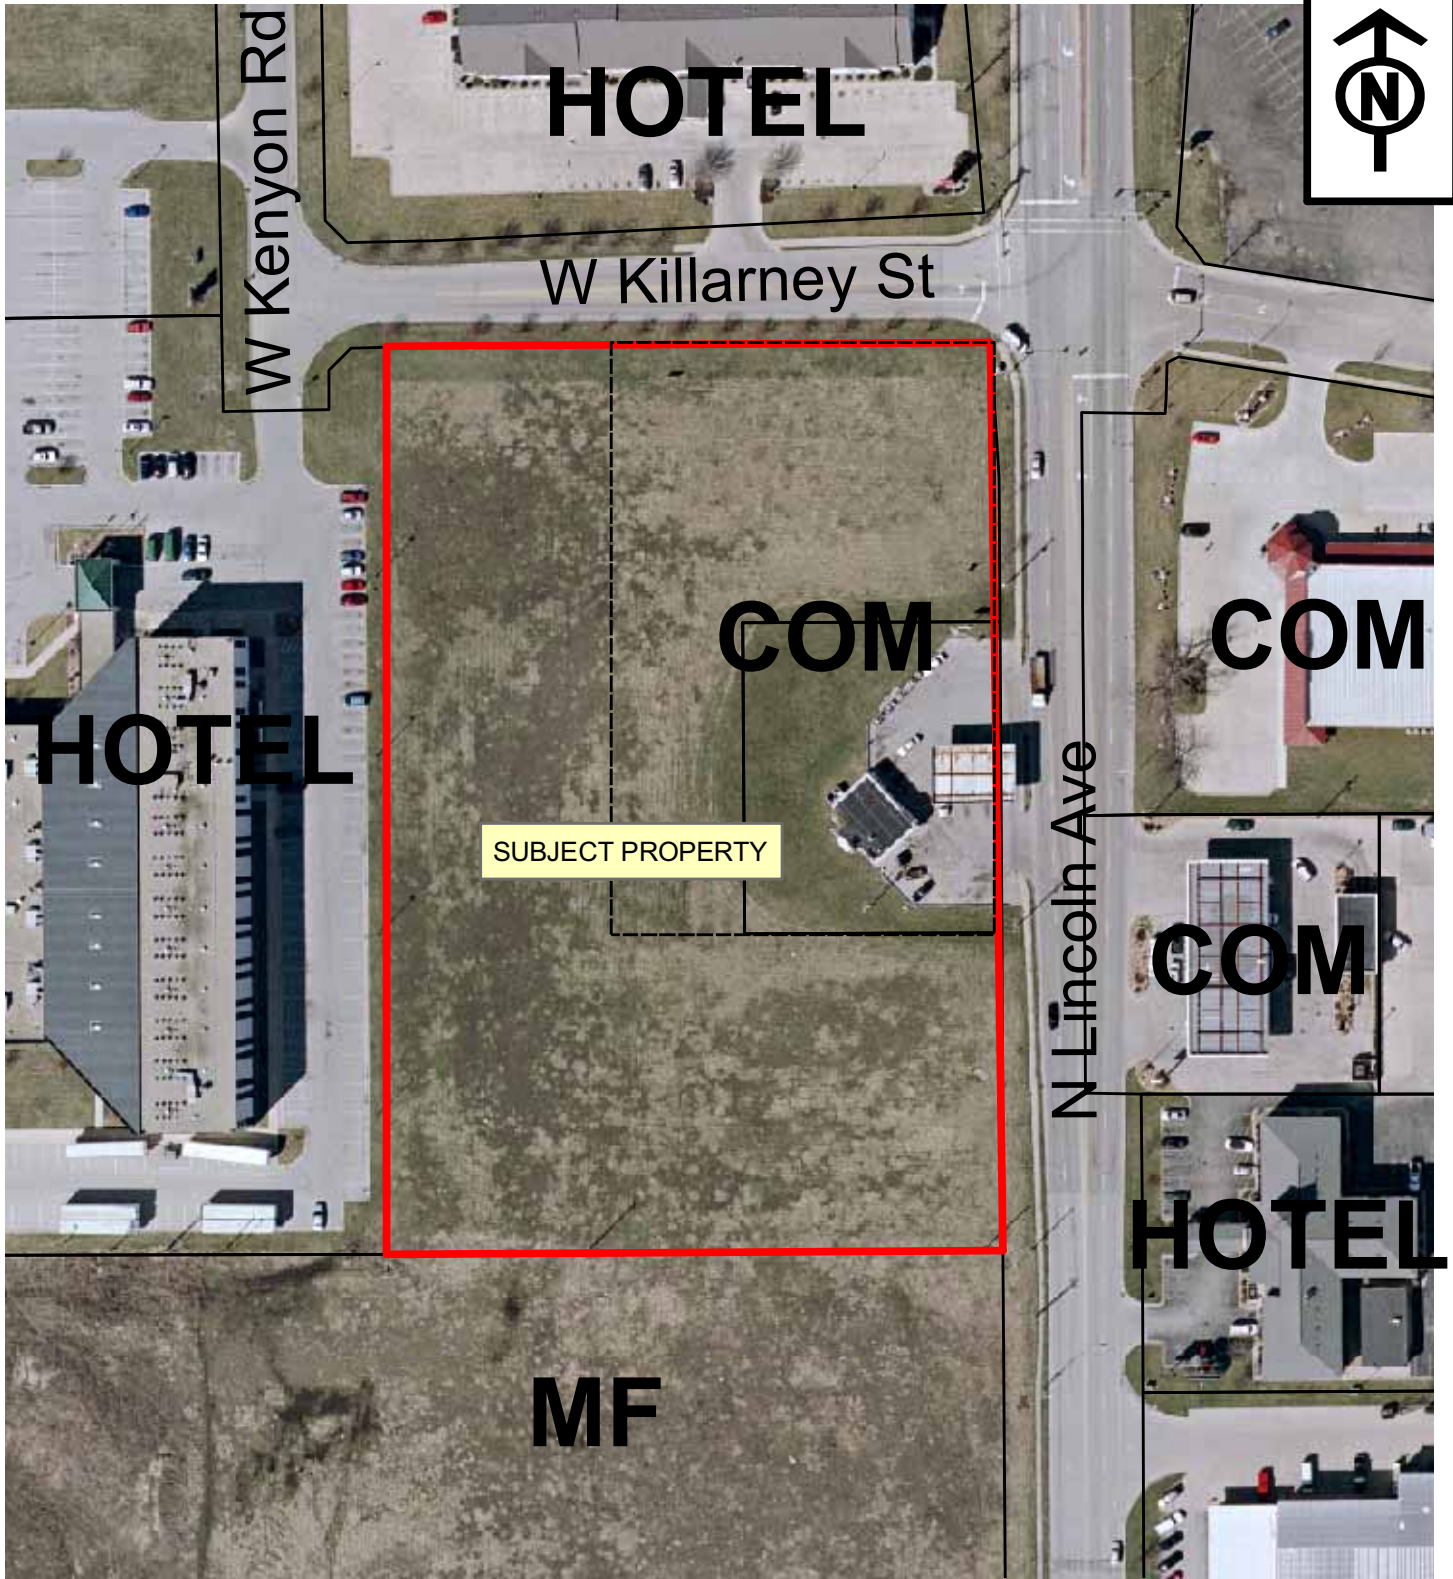 N
HOTEL
W Kenyon Rd
W Killarney St
COM
COM
HOTEL
SUBJECT PROPERTY
N Lincoln Ave
COM
HOTEL
MF